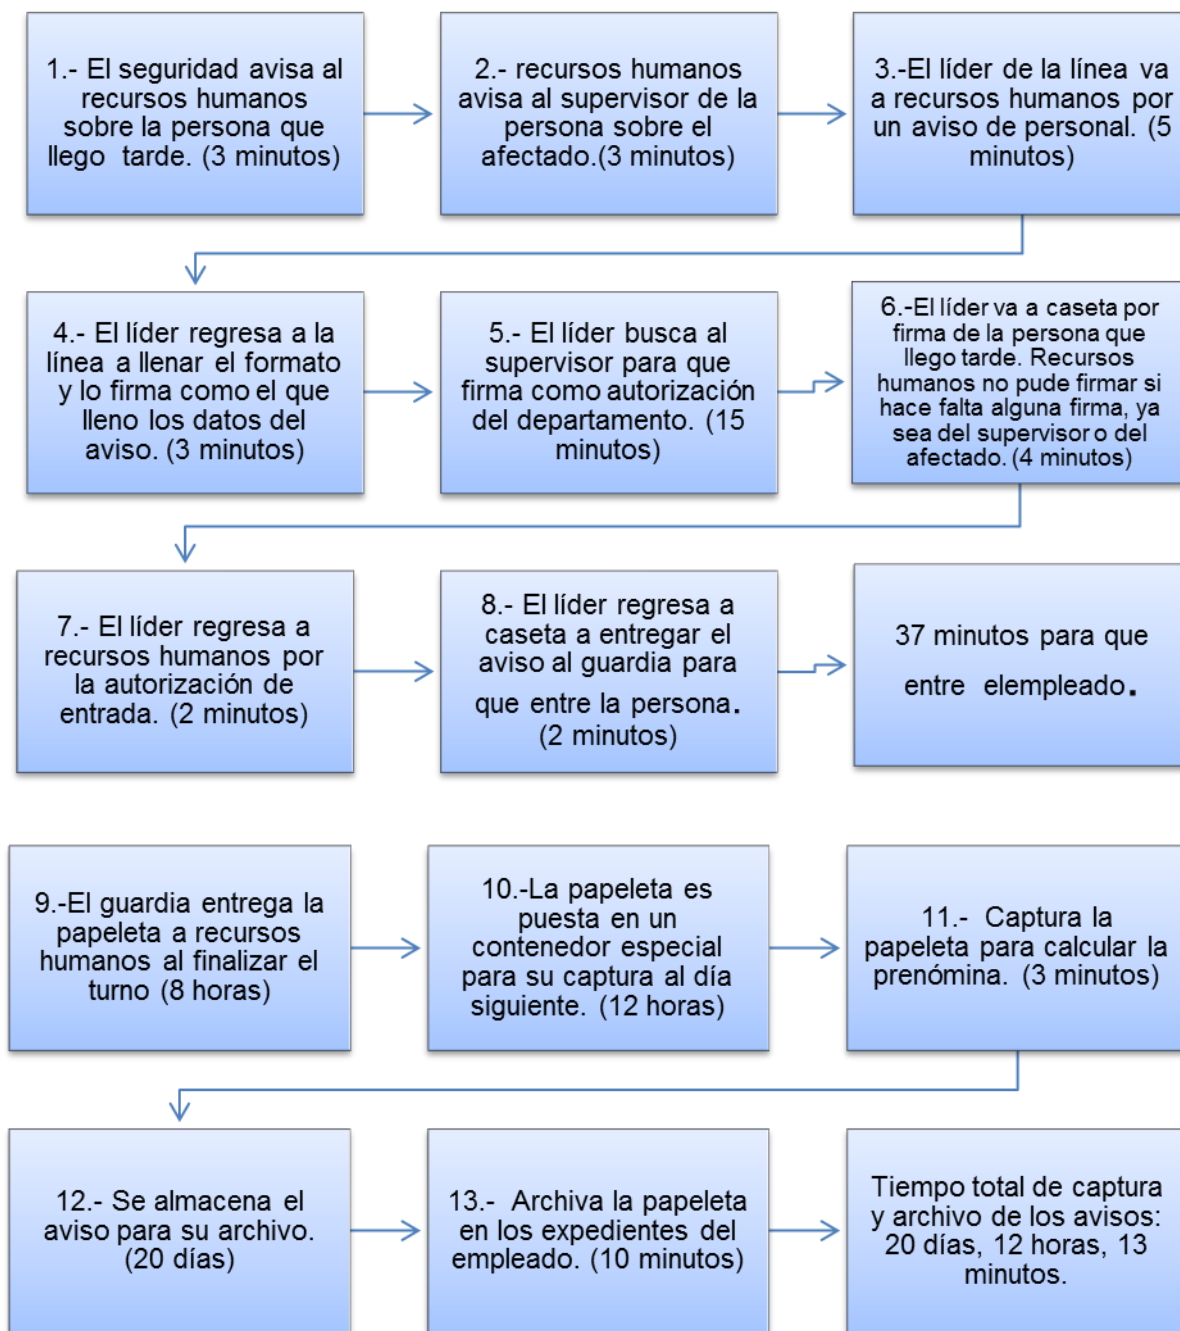 1.- El seguridad avisa al
recursos humanos
sobre la persona que
llego tarde. (3 minutos)
2.- recursos humanos
avisa al supervisor de la
persona sobre el
afectado.(3 minutos)
3.-El líder de la línea va
a recursos humanos por
un aviso de personal. (5
minutos)
4.- El líder regresa a la
línea a llenar el formato
y lo firma como el que
lleno los datos del
aviso. (3 minutos)
5.- El líder busca al
supervisor para que
firma como autorización
del departamento. (15
minutos)
6.-El líder va a caseta por
firma de la persona que
llego tarde. Recursos
humanos no pude firmar si
hace falta alguna firma, ya
sea del supervisor o del
afectado. (4 minutos)
7.- El líder regresa a
recursos humanos por
la autorización de
entrada. (2 minutos)
8.- El líder regresa a
caseta a entregar el
aviso al guardia para
que entre la persona.
(2 minutos)
37 minutos para que
entre elempleado.
9.-El guardia entrega la
papeleta a recursos
humanos al finalizar el
turno (8 horas)
10.-La papeleta es
puesta en un
contenedor especial
para su captura al día
siguiente. (12 horas)
11.- Captura la
papeleta para calcular la
prenómina. (3 minutos)
12.- Se almacena el
aviso para su archivo.
(20 días)
13.- Archiva la papeleta
en los expedientes del
empleado. (10 minutos)
Tiempo total de captura
y archivo de los avisos:
20 días, 12 horas, 13
minutos.